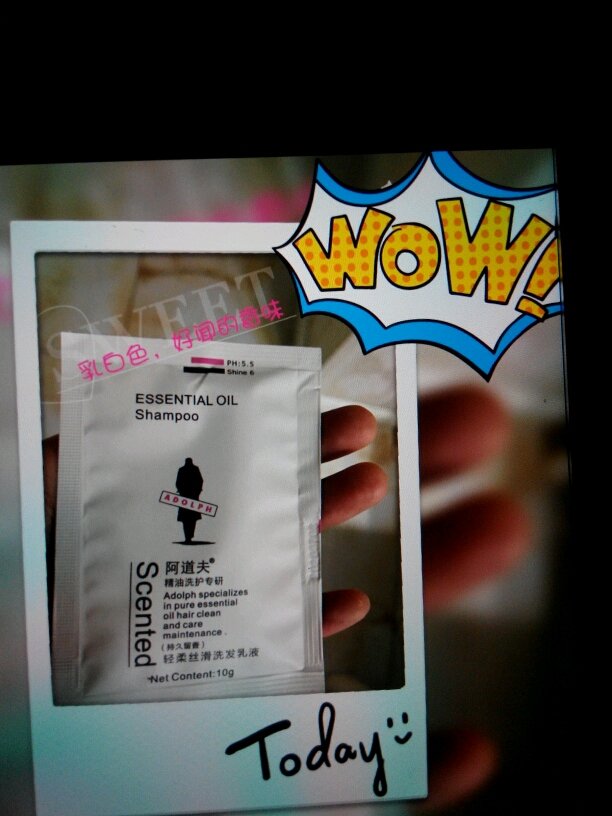 WOW!
SWEET
乳白色，好闻的香味
PH:5.5
Shine 6
ESSENTIAL OIL
Shampoo
ADOLPH
Scented
阿道夫®
精油洗护专研
Adolph specializes
in pure essential
oil hair clean
and care
maintenance.
（持久留香）
轻柔丝滑洗发乳液
Net Content:10g
Today